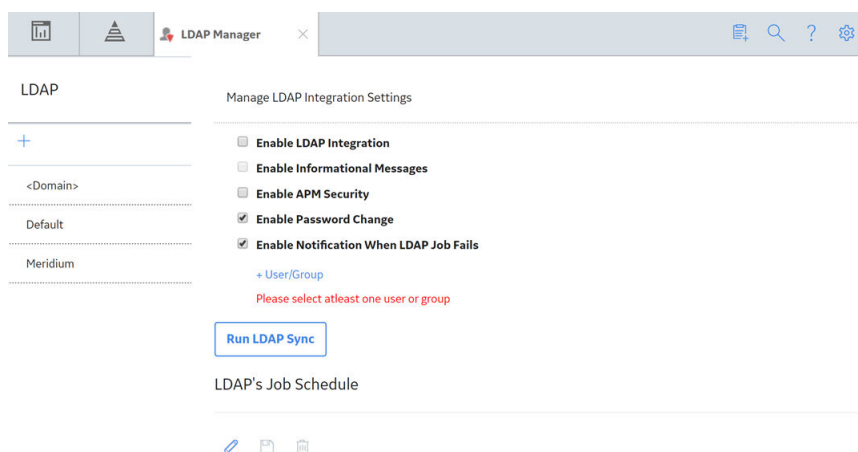 LDAP Manager
?
LDAP
Manage LDAP Integration Settings
+
<Domain>
Default
Meridium
Enable LDAP Integration
Enable Informational Messages
Enable APM Security
Enable Password Change
Enable Notification When LDAP Job Fails
+ User/Group
Please select atleast one user or group
Run LDAP Sync
LDAP's Job Schedule